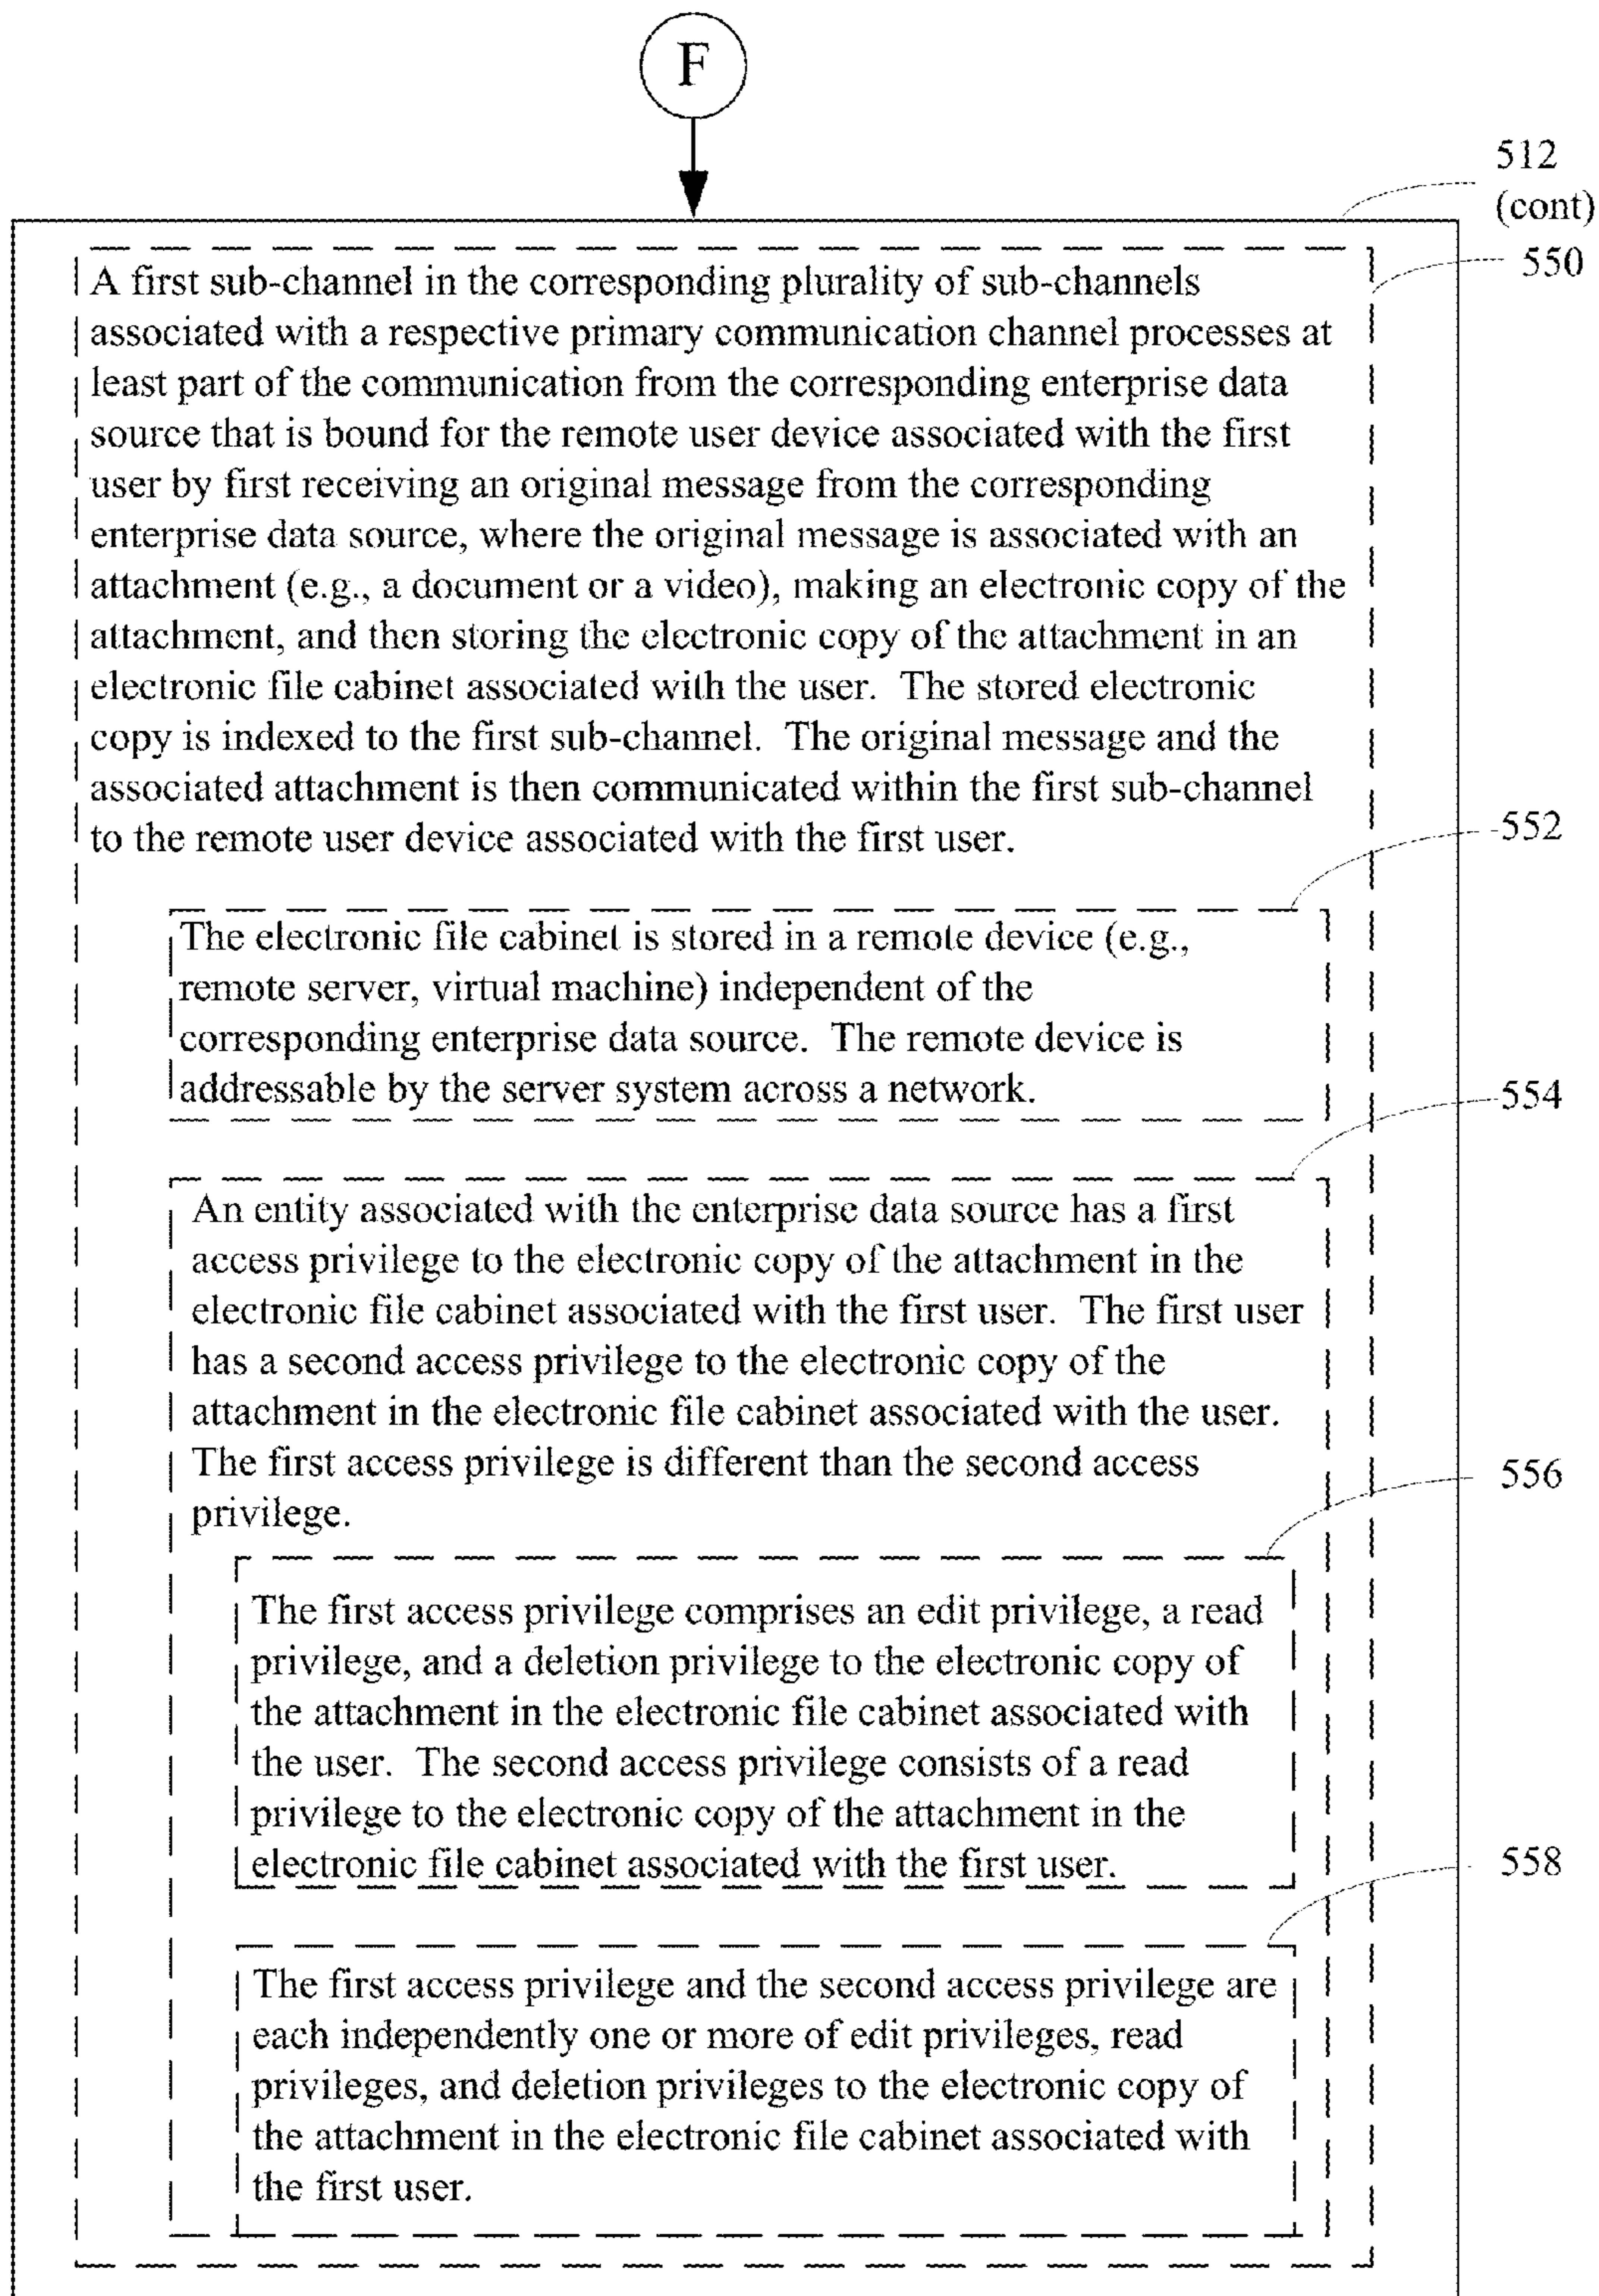 F
512
(cont)
550
A first sub-channel in the corresponding plurality of sub-channels
associated with a respective primary communication channel processes at
least part of the communication from the corresponding enterprise data
source that is bound for the remote user device associated with the first
user by first receiving an original message from the corresponding
enterprise data source, where the original message is associated with an
attachment (e.g., a document or a video), making an electronic copy of the
attachment, and then storing the electronic copy of the attachment in an
electronic file cabinet associated with the user.  The stored electronic
copy is indexed to the first sub-channel.  The original message and the
associated attachment is then communicated within the first sub-channel
to the remote user device associated with the first user.
552
The electronic file cabinet is stored in a remote device (e.g.,
remote server, virtual machine) independent of the
corresponding enterprise data source.  The remote device is
addressable by the server system across a network.
554
An entity associated with the enterprise data source has a first
access privilege to the electronic copy of the attachment in the
electronic file cabinet associated with the first user.  The first user
has a second access privilege to the electronic copy of the
attachment in the electronic file cabinet associated with the user.
The first access privilege is different than the second access
privilege.
556
The first access privilege comprises an edit privilege, a read
privilege, and a deletion privilege to the electronic copy of
the attachment in the electronic file cabinet associated with
the user.  The second access privilege consists of a read
privilege to the electronic copy of the attachment in the
electronic file cabinet associated with the first user.
558
The first access privilege and the second access privilege are
each independently one or more of edit privileges, read
privileges, and deletion privileges to the electronic copy of
the attachment in the electronic file cabinet associated with
the first user.